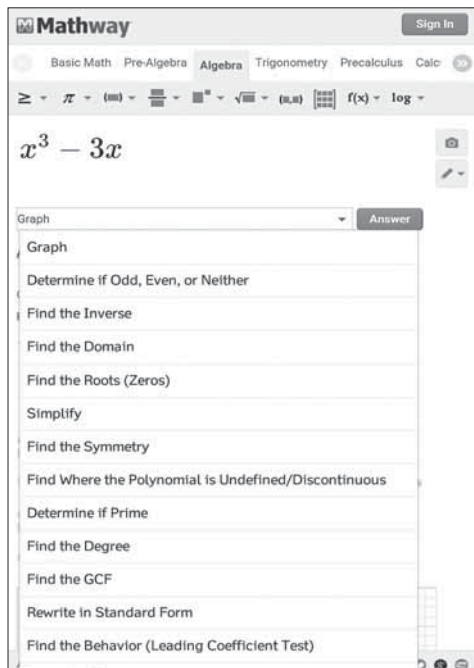 Mathway
Sign In
Basic Math Pre-Algebra Algebra Trigonometry Precalculus Calc
≥ π (≡) √ (▪,▪) f(x) log
x³ − 3x
Graph Answer
Graph
Determine if Odd, Even, or Neither
Find the Inverse
Find the Domain
Find the Roots (Zeros)
Simplify
Find the Symmetry
Find Where the Polynomial is Undefined/Discontinuous
Determine if Prime
Find the Degree
Find the GCF
Rewrite in Standard Form
Find the Behavior (Leading Coefficient Test)